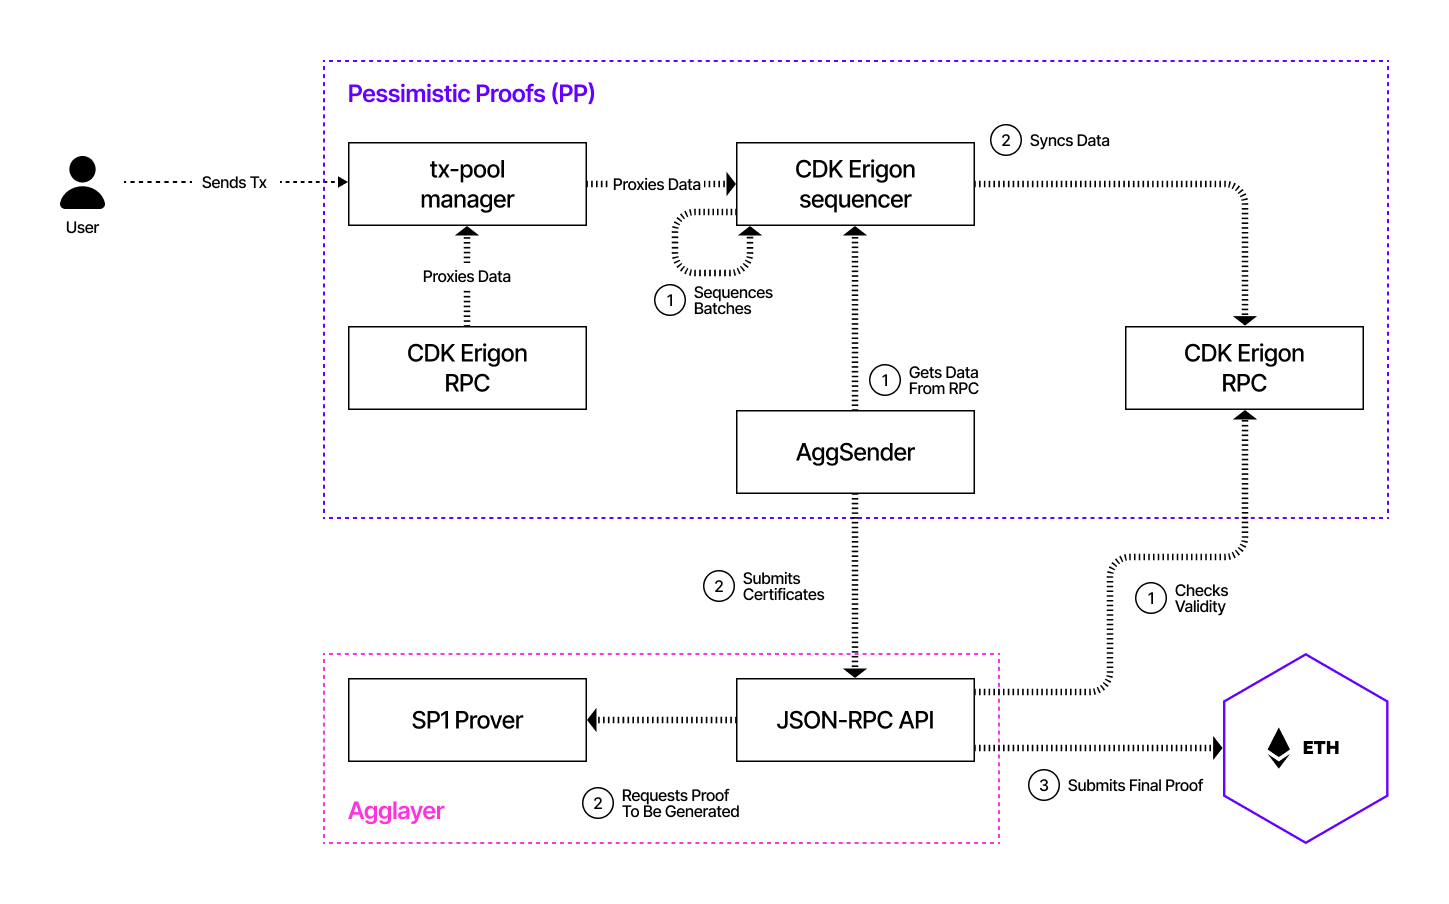 Pessimistic Proofs (PP)
2 Syncs Data
User
Sends Tx
tx-pool
manager
Proxies Data
CDK Erigon
sequencer
Proxies Data
1 Sequences
Batches
CDK Erigon
RPC
1 Gets Data
From RPC
CDK Erigon
RPC
AggSender
2 Submits
Certificates
1 Checks
Validity
SP1 Prover
JSON-RPC API
ETH
3 Submits Final Proof
2 Requests Proof
To Be Generated
Agglayer